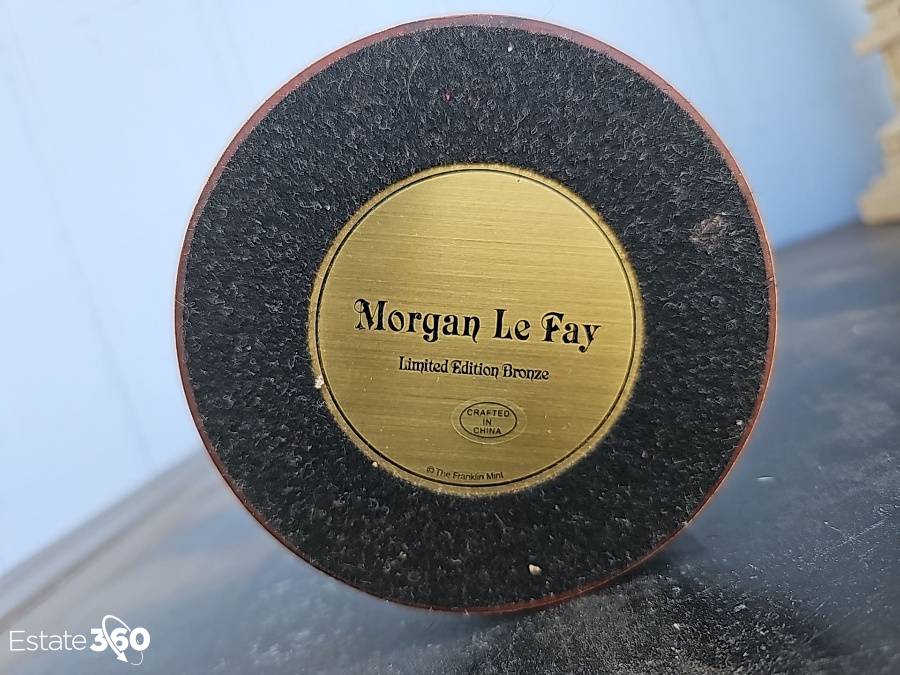 Morgan Le Fay
Limited Edition Bronze
CRAFTED
IN
CHINA
© The Franklin Mint
Estate360